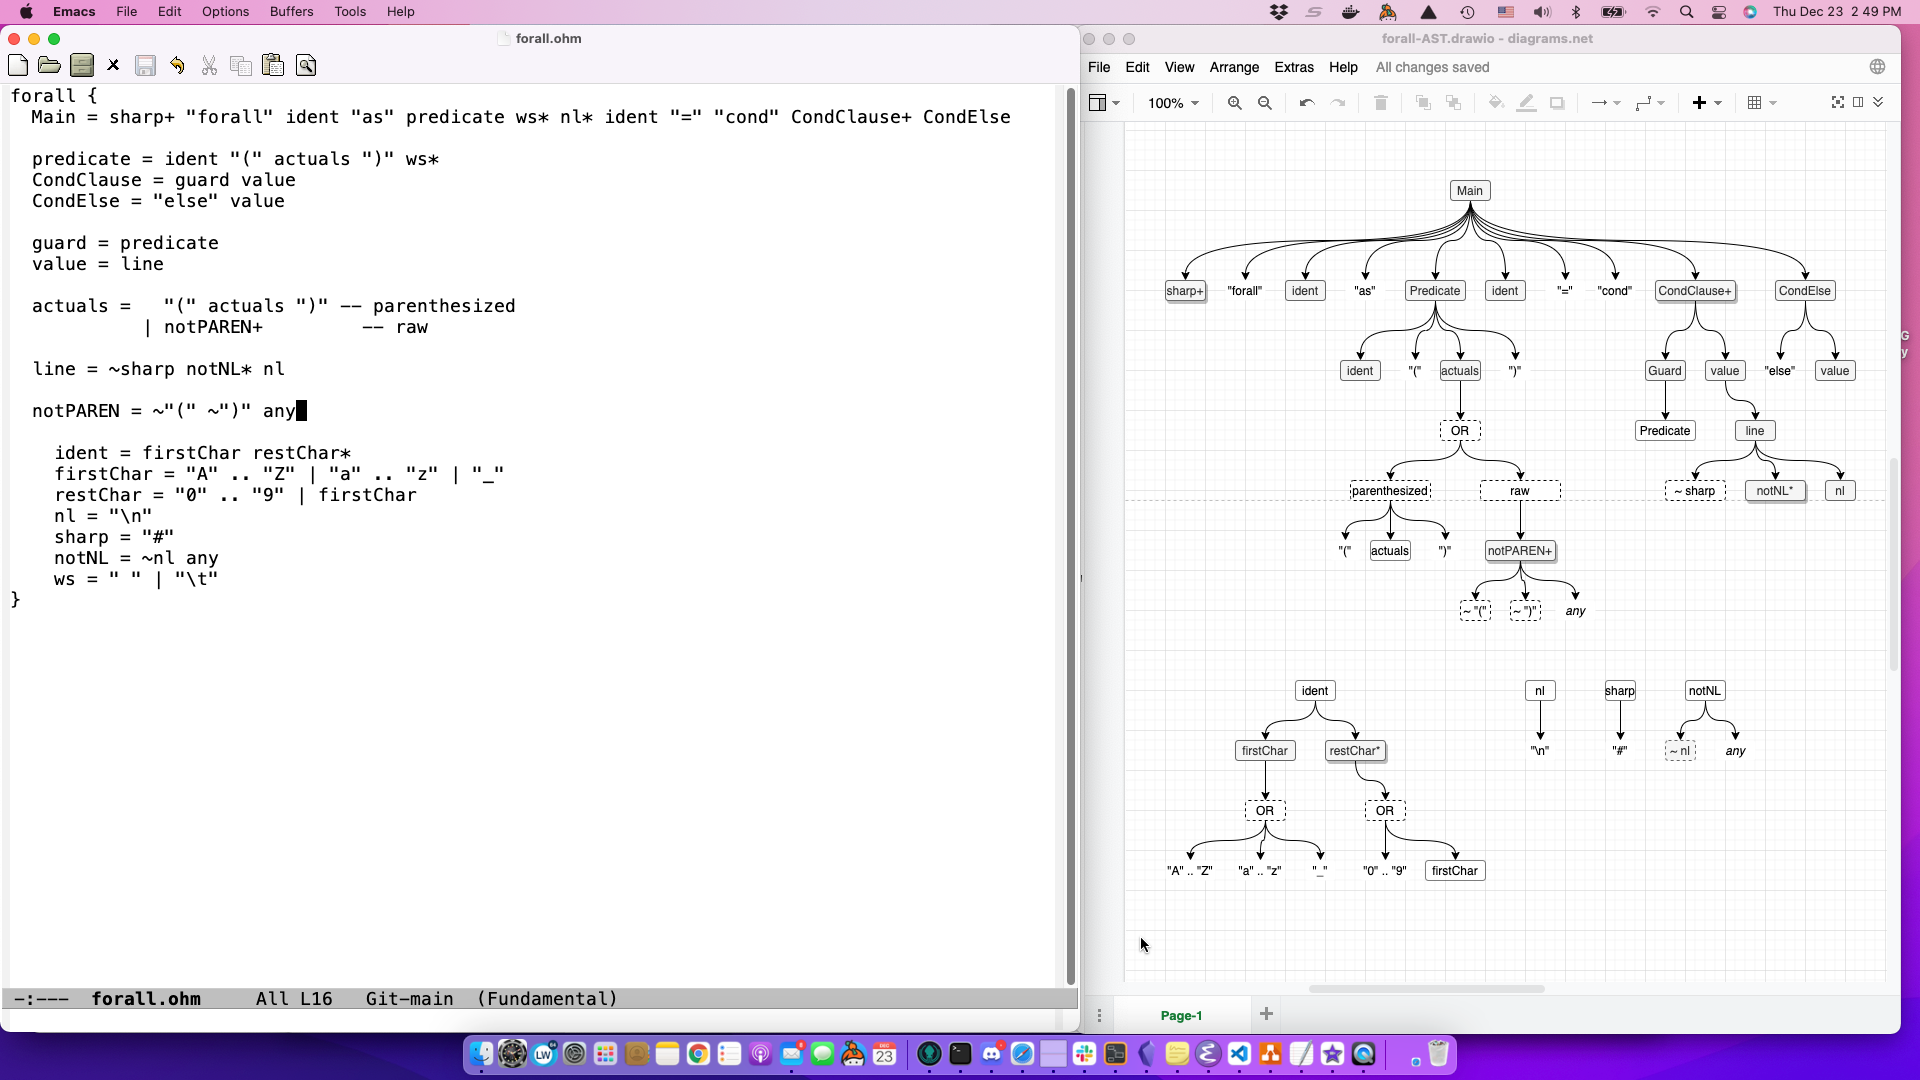 Emacs File Edit Options Buffers Tools Help
Thu Dec 23 2:49 PM
forall.ohm
forall {
Main = sharp+ "forall" ident "as" predicate ws* nl* ident "=" "cond" CondClause+ CondElse
predicate = ident "(" actuals ")" ws*
CondClause = guard value
CondElse = "else" value
guard = predicate
value = line
actuals = "(" actuals ")" -- parenthesized
| notPAREN+ -- raw
line = ~sharp notNL* nl
notPAREN = ~"(" ~")" any
ident = firstChar restChar*
firstChar = "A" .. "Z" | "a" .. "z" | "_"
restChar = "0" .. "9" | firstChar
nl = "\n"
sharp = "#"
notNL = ~nl any
ws = " " | "\t"
}
-:--- forall.ohm All L16 Git-main (Fundamental)
forall-AST.drawio - diagrams.net
File Edit View Arrange Extras Help All changes saved
100%
Main
sharp+ "forall" ident "as" Predicate ident "=" "cond" CondClause+ CondElse
ident "(" actuals ")" Guard value "else" value
OR Predicate line
parenthesized raw ~ sharp notNL* nl
"(" actuals ")" notPAREN+
~ "(" ~ ")" any
ident nl sharp notNL
firstChar restChar* "\n" "#" ~ nl any
OR OR
"A" .. "Z" "a" .. "z" "_" "0" .. "9" firstChar
Page-1
G
y
LW
DEC
23